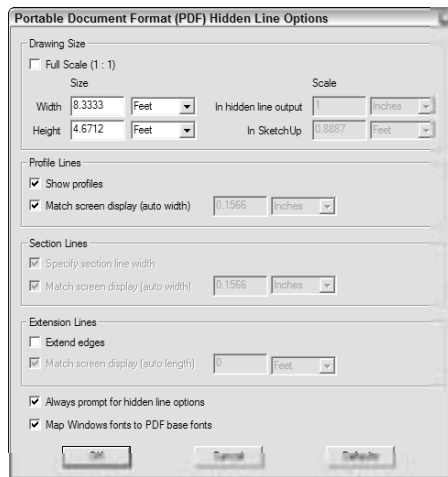 Portable Document Format (PDF) Hidden Line Options
Drawing Size
Full Scale (1 : 1)
Size Scale
Width 8.3333 Feet In hidden line output 1 Inches
Height 4.6712 Feet In SketchUp 0.8887 Feet
Profile Lines
Show profiles
Match screen display (auto width) 0.1566 Inches
Section Lines
Specify section line width
Match screen display (auto width) 0.1566 Inches
Extension Lines
Extend edges
Match screen display (auto length) 0 Feet
Always prompt for hidden line options
Map Windows fonts to PDF base fonts
Cancel Defaults